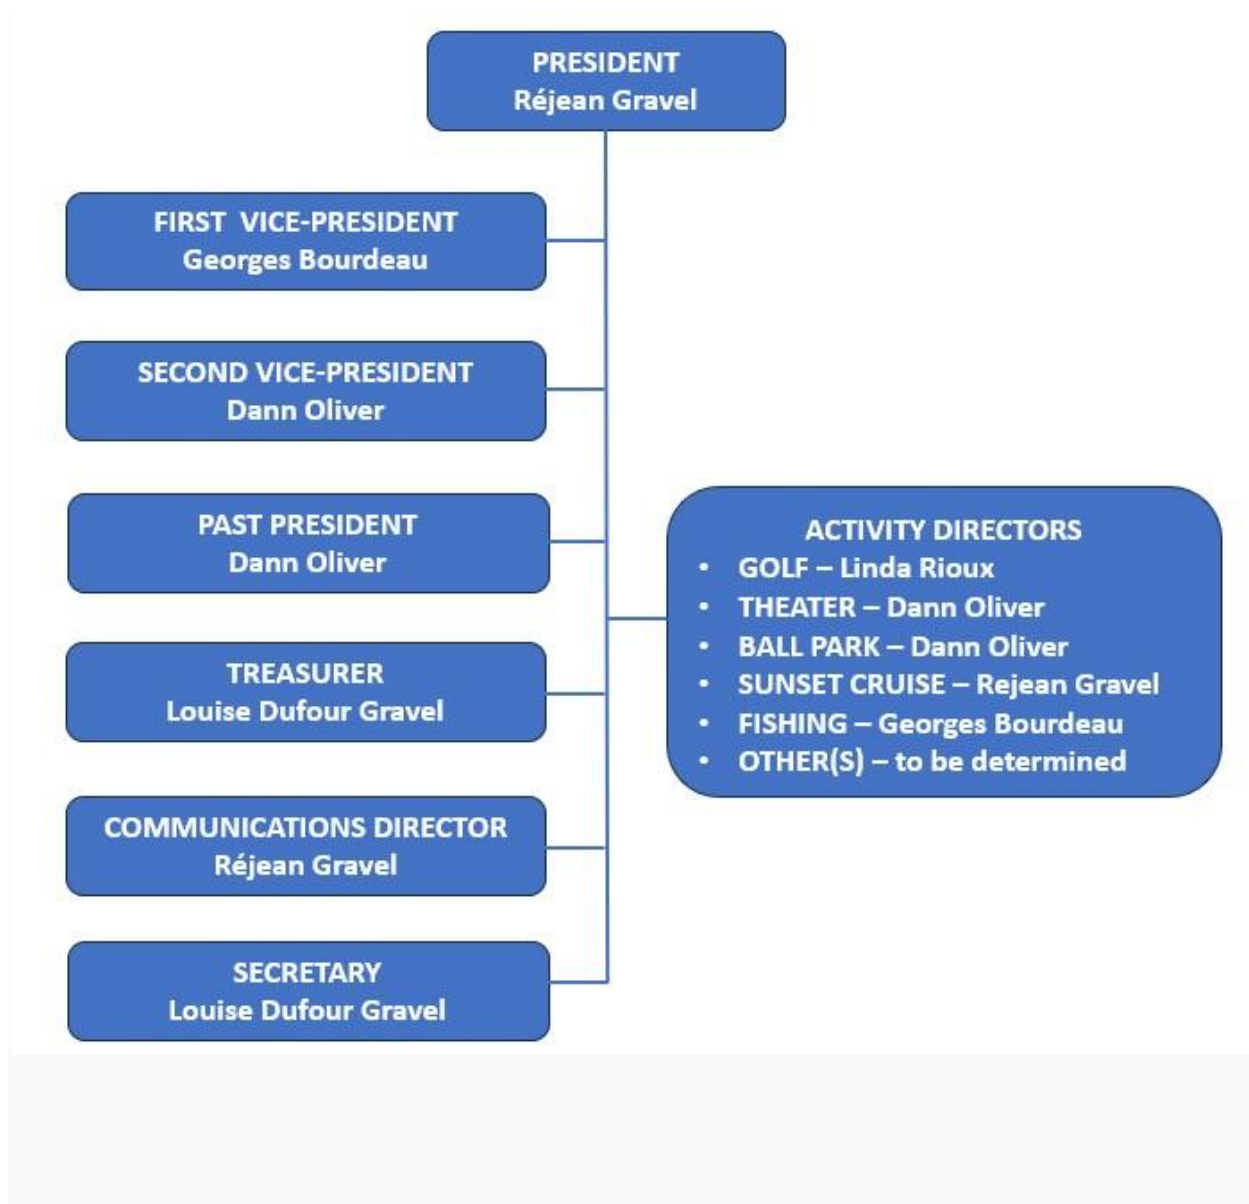 PRESIDENT
Réjean Gravel
FIRST VICE-PRESIDENT
Georges Bourdeau
SECOND VICE-PRESIDENT
Dann Oliver
PAST PRESIDENT
Dann Oliver
TREASURER
Louise Dufour Gravel
COMMUNICATIONS DIRECTOR
Réjean Gravel
SECRETARY
Louise Dufour Gravel
ACTIVITY DIRECTORS
• GOLF – Linda Rioux
• THEATER – Dann Oliver
• BALL PARK – Dann Oliver
• SUNSET CRUISE – Rejean Gravel
• FISHING – Georges Bourdeau
• OTHER(S) – to be determined